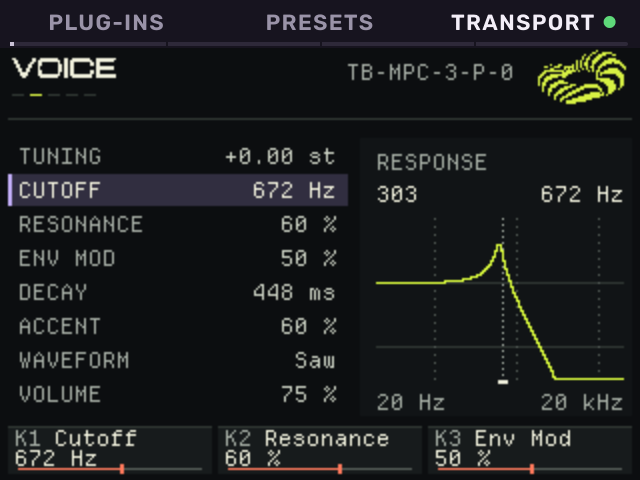 PLUG-INS PRESETS TRANSPORT
VOICE TB-MPC-3-P-0
TUNING +0.00 st
CUTOFF 672 Hz
RESONANCE 60 %
ENV MOD 50 %
DECAY 448 ms
ACCENT 60 %
WAVEFORM Saw
VOLUME 75 %
RESPONSE
303 672 Hz
20 Hz 20 kHz
K1 Cutoff
672 Hz
K2 Resonance
60 %
K3 Env Mod
50 %